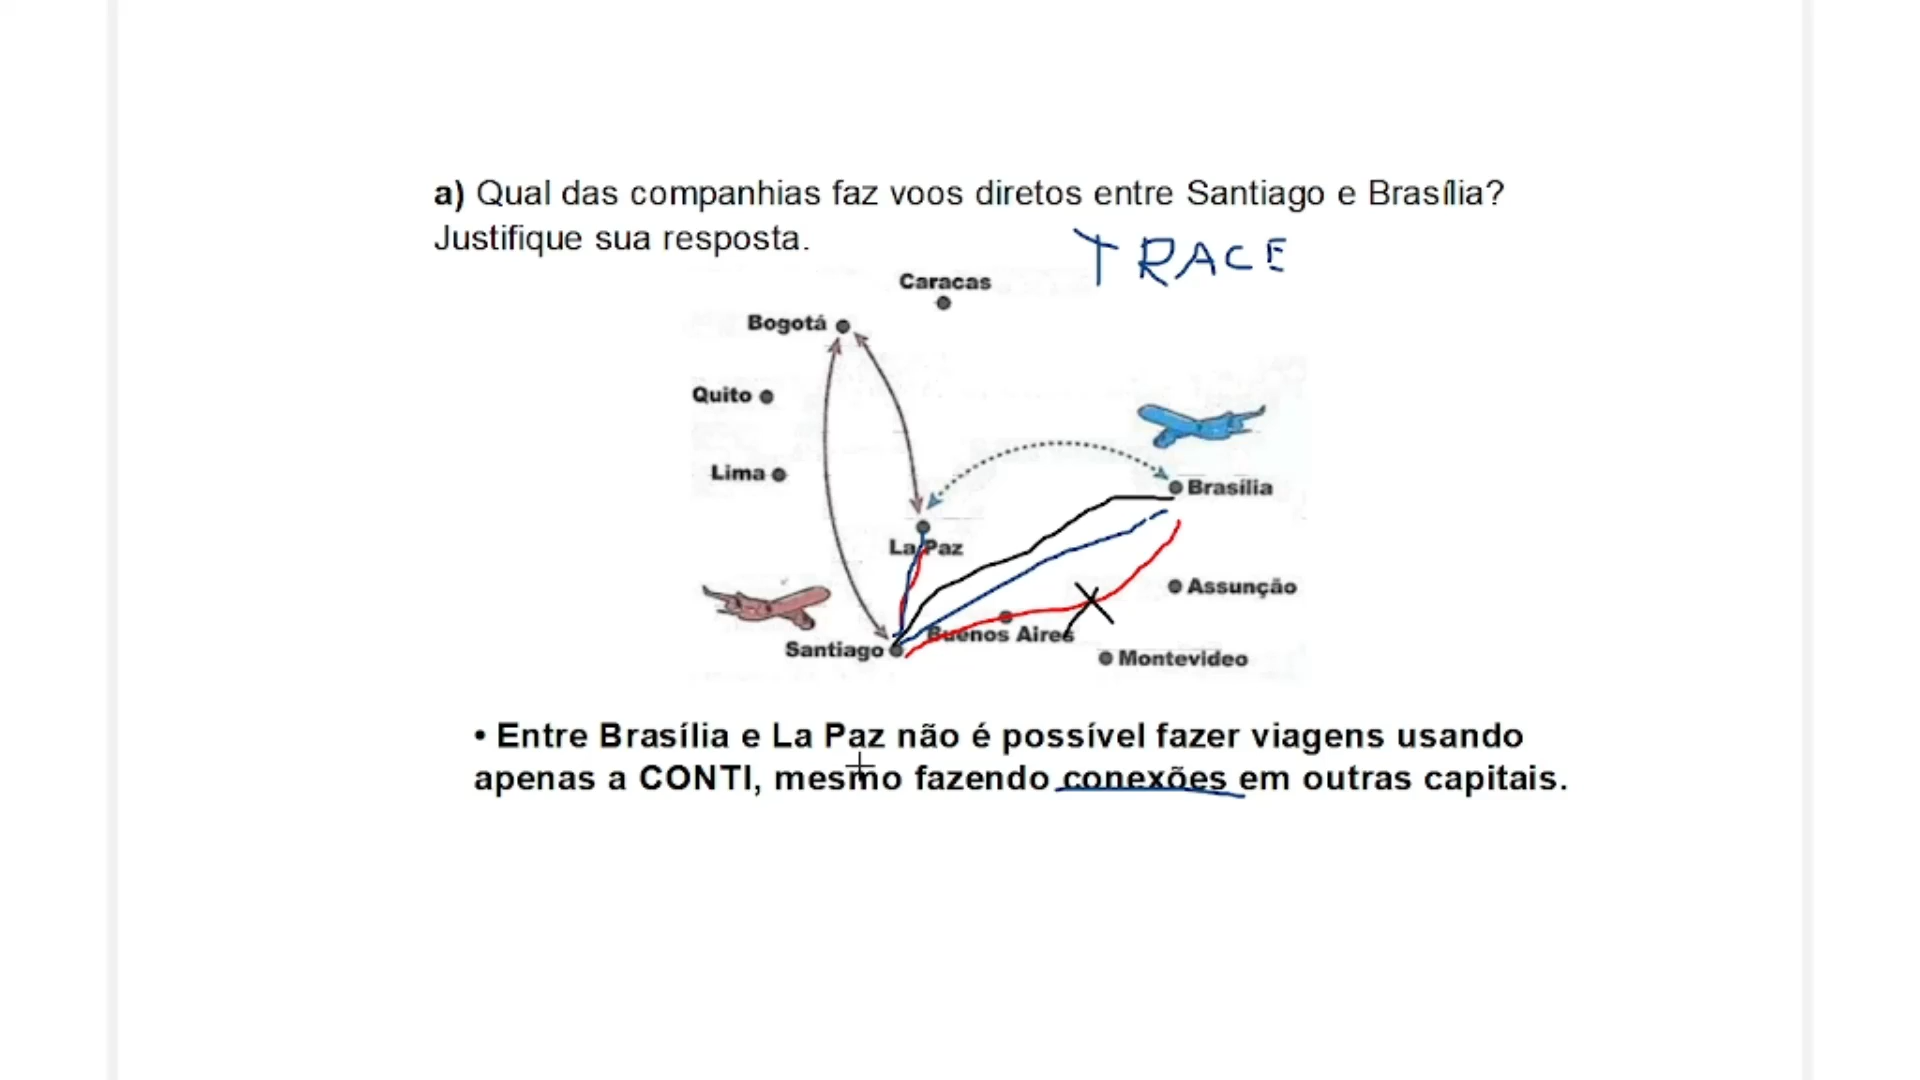 a) Qual das companhias faz voos diretos entre Santiago e Brasília?
Justifique sua resposta.
TRACE
Caracas
Bogotá
Quito
Lima
Brasília
La Paz
Assunção
Buenos Aires
Santiago
Montevideo
• Entre Brasília e La Paz não é possível fazer viagens usando
apenas a CONTI, mesmo fazendo conexões em outras capitais.